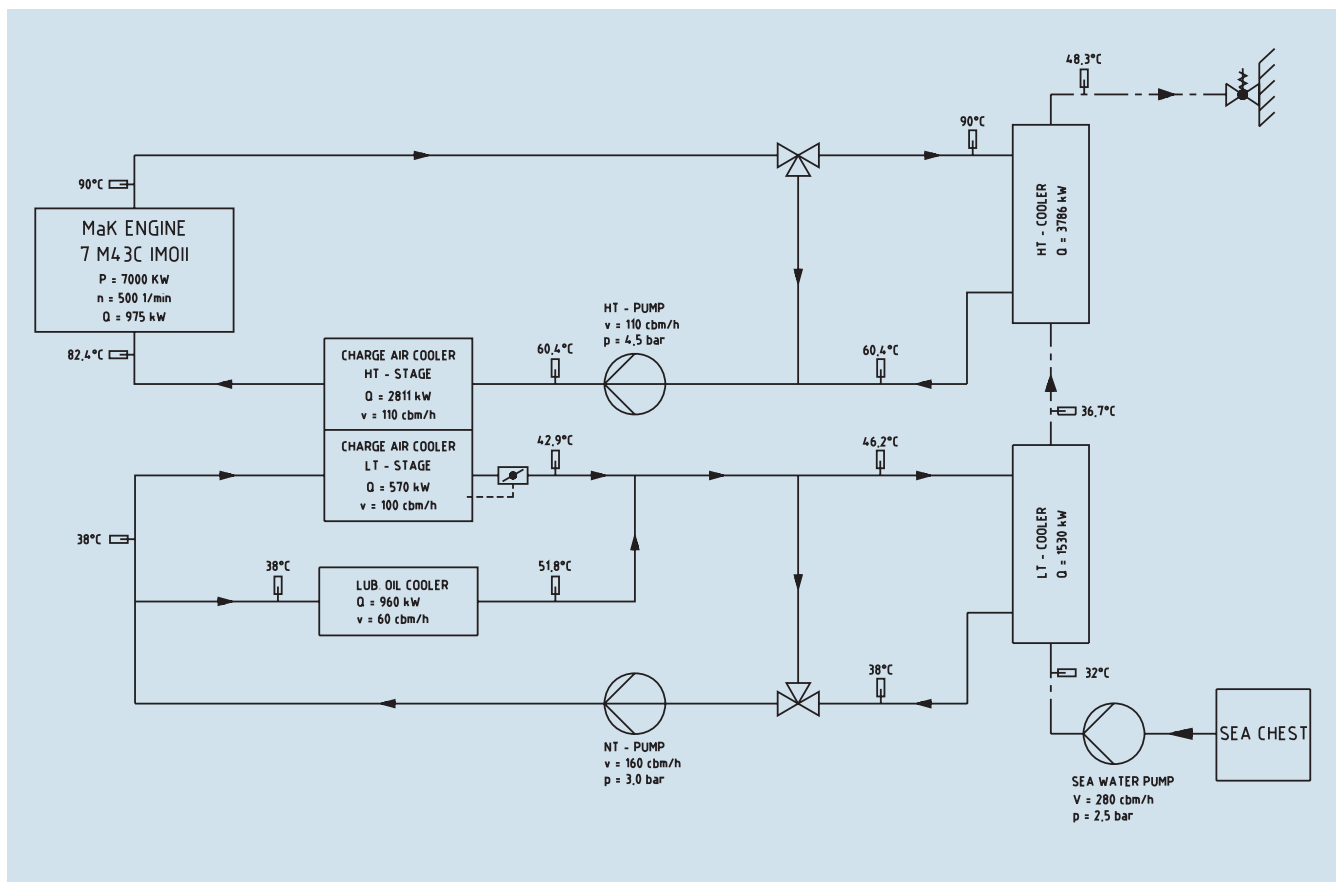 48.3°C
90°C
90°C
MaK ENGINE
7 M43C IMOII
P = 7000 KW
n = 500 1/min
Q = 975 kW
82.4°C
HT - COOLER
Q = 3786 kW
HT - PUMP
v = 110 cbm/h
p = 4.5 bar
CHARGE AIR COOLER
HT - STAGE
Q = 2811 kW
v = 110 cbm/h
60.4°C
60.4°C
36.7°C
CHARGE AIR COOLER
LT - STAGE
Q = 570 kW
v = 100 cbm/h
42.9°C
46.2°C
LT - COOLER
Q = 1530 kW
38°C
38°C
LUB. OIL COOLER
Q = 960 kW
v = 60 cbm/h
51.8°C
38°C
32°C
NT - PUMP
v = 160 cbm/h
p = 3.0 bar
SEA CHEST
SEA WATER PUMP
V = 280 cbm/h
p = 2.5 bar